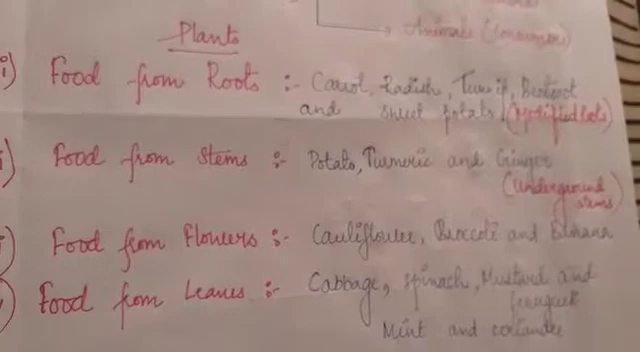 Animals (Consumers)
Plants
i) Food from Roots :- Carrot, Radish, Turnip, Beetroot
and sweet potato (Modified roots)
i) Food from Stems :- Potato, Turmeric and Ginger
(Underground
stems)
Food from Flowers :- Cauliflower, Broccoli and Banana
Food from Leaves :- Cabbage, spinach, Mustard and
Mint and coriander